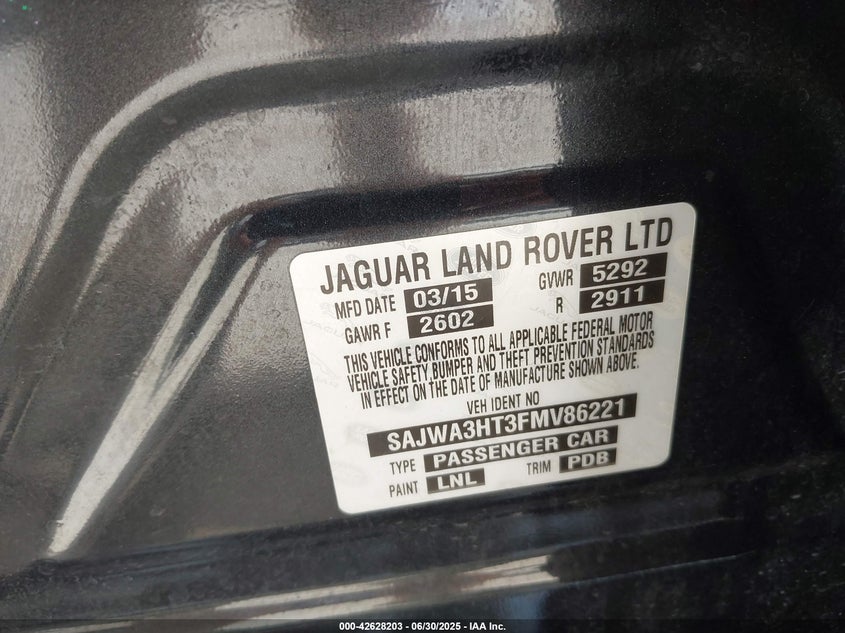 JAGUAR LAND ROVER LTD
MFD DATE 03/15 GVWR 5292
GAWR F 2602 R 2911
THIS VEHICLE CONFORMS TO ALL APPLICABLE FEDERAL MOTOR
VEHICLE SAFETY, BUMPER AND THEFT PREVENTION STANDARDS
IN EFFECT ON THE DATE OF MANUFACTURE SHOWN ABOVE.
VEH IDENT NO
SAJWA3HT3FMV86221
TYPE PASSENGER CAR
PAINT LNL TRIM PDB
000-42628203 - 06/30/2025 - IAA Inc.